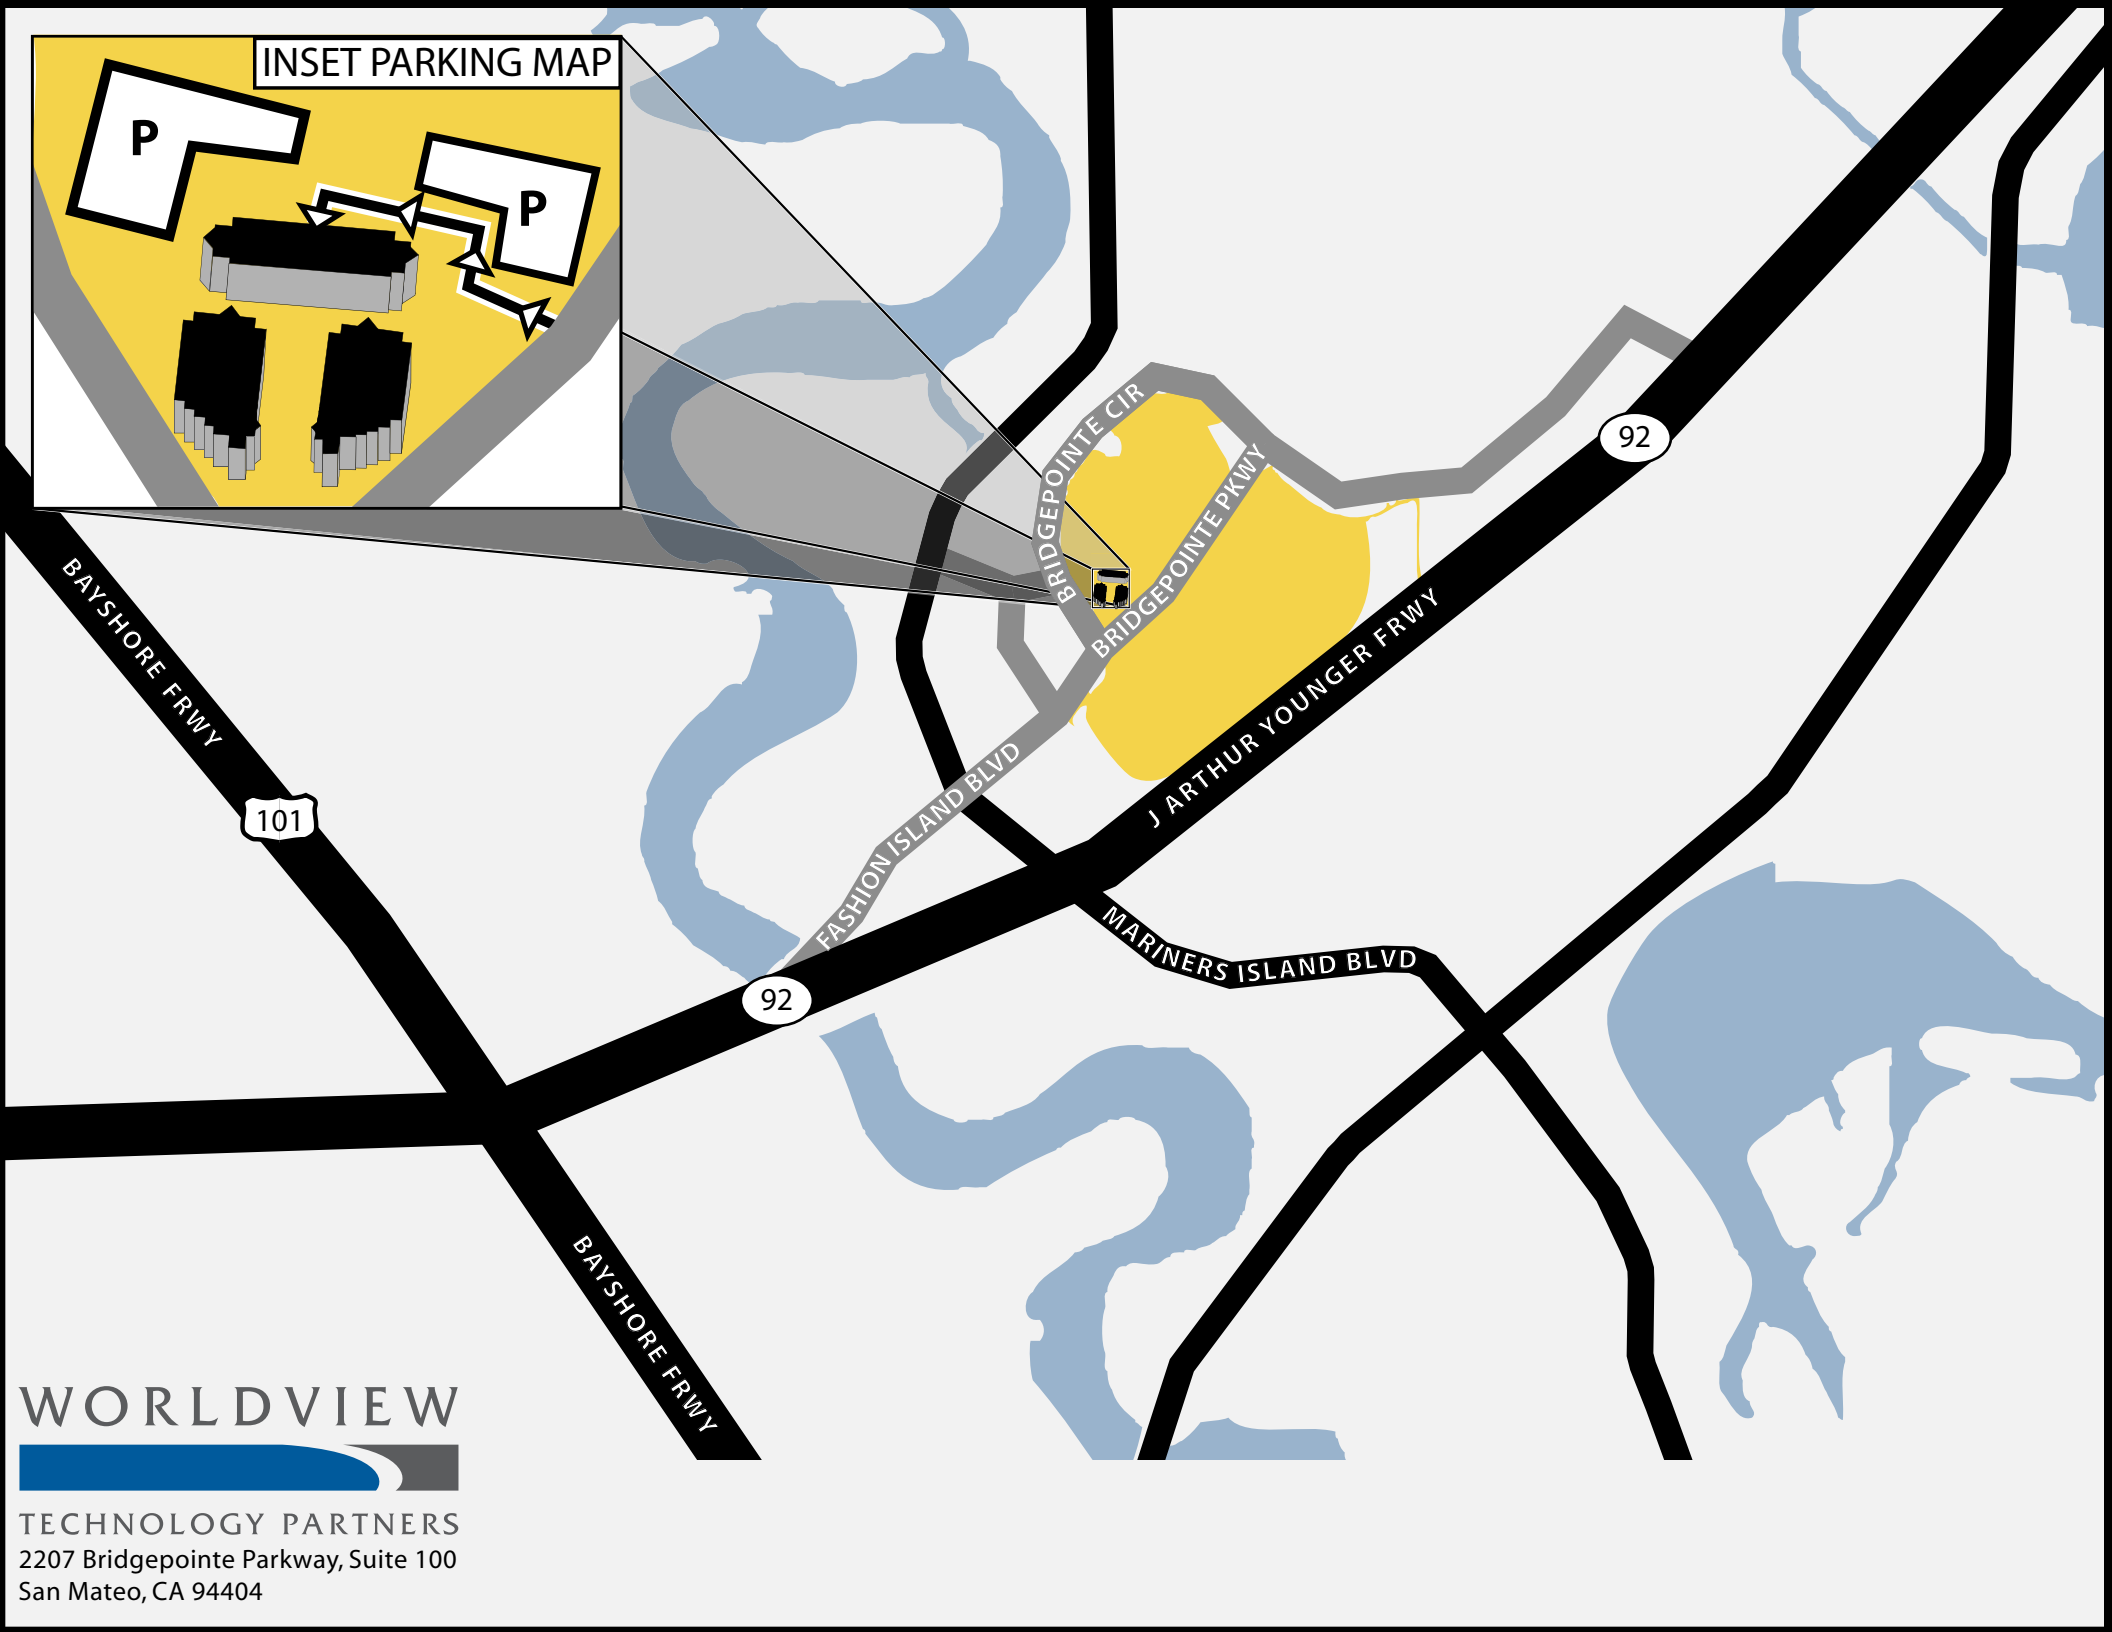 INSET PARKING MAP
P
P
BRIDGEPOINTE CIR
BRIDGEPOINTE PKWY
92
BAYSHORE FRWY
J ARTHUR YOUNGER FRWY
101
FASHION ISLAND BLVD
MARINERS ISLAND BLVD
92
BAYSHORE FRWY
WORLDVIEW
TECHNOLOGY PARTNERS
2207 Bridgepointe Parkway, Suite 100
San Mateo, CA 94404